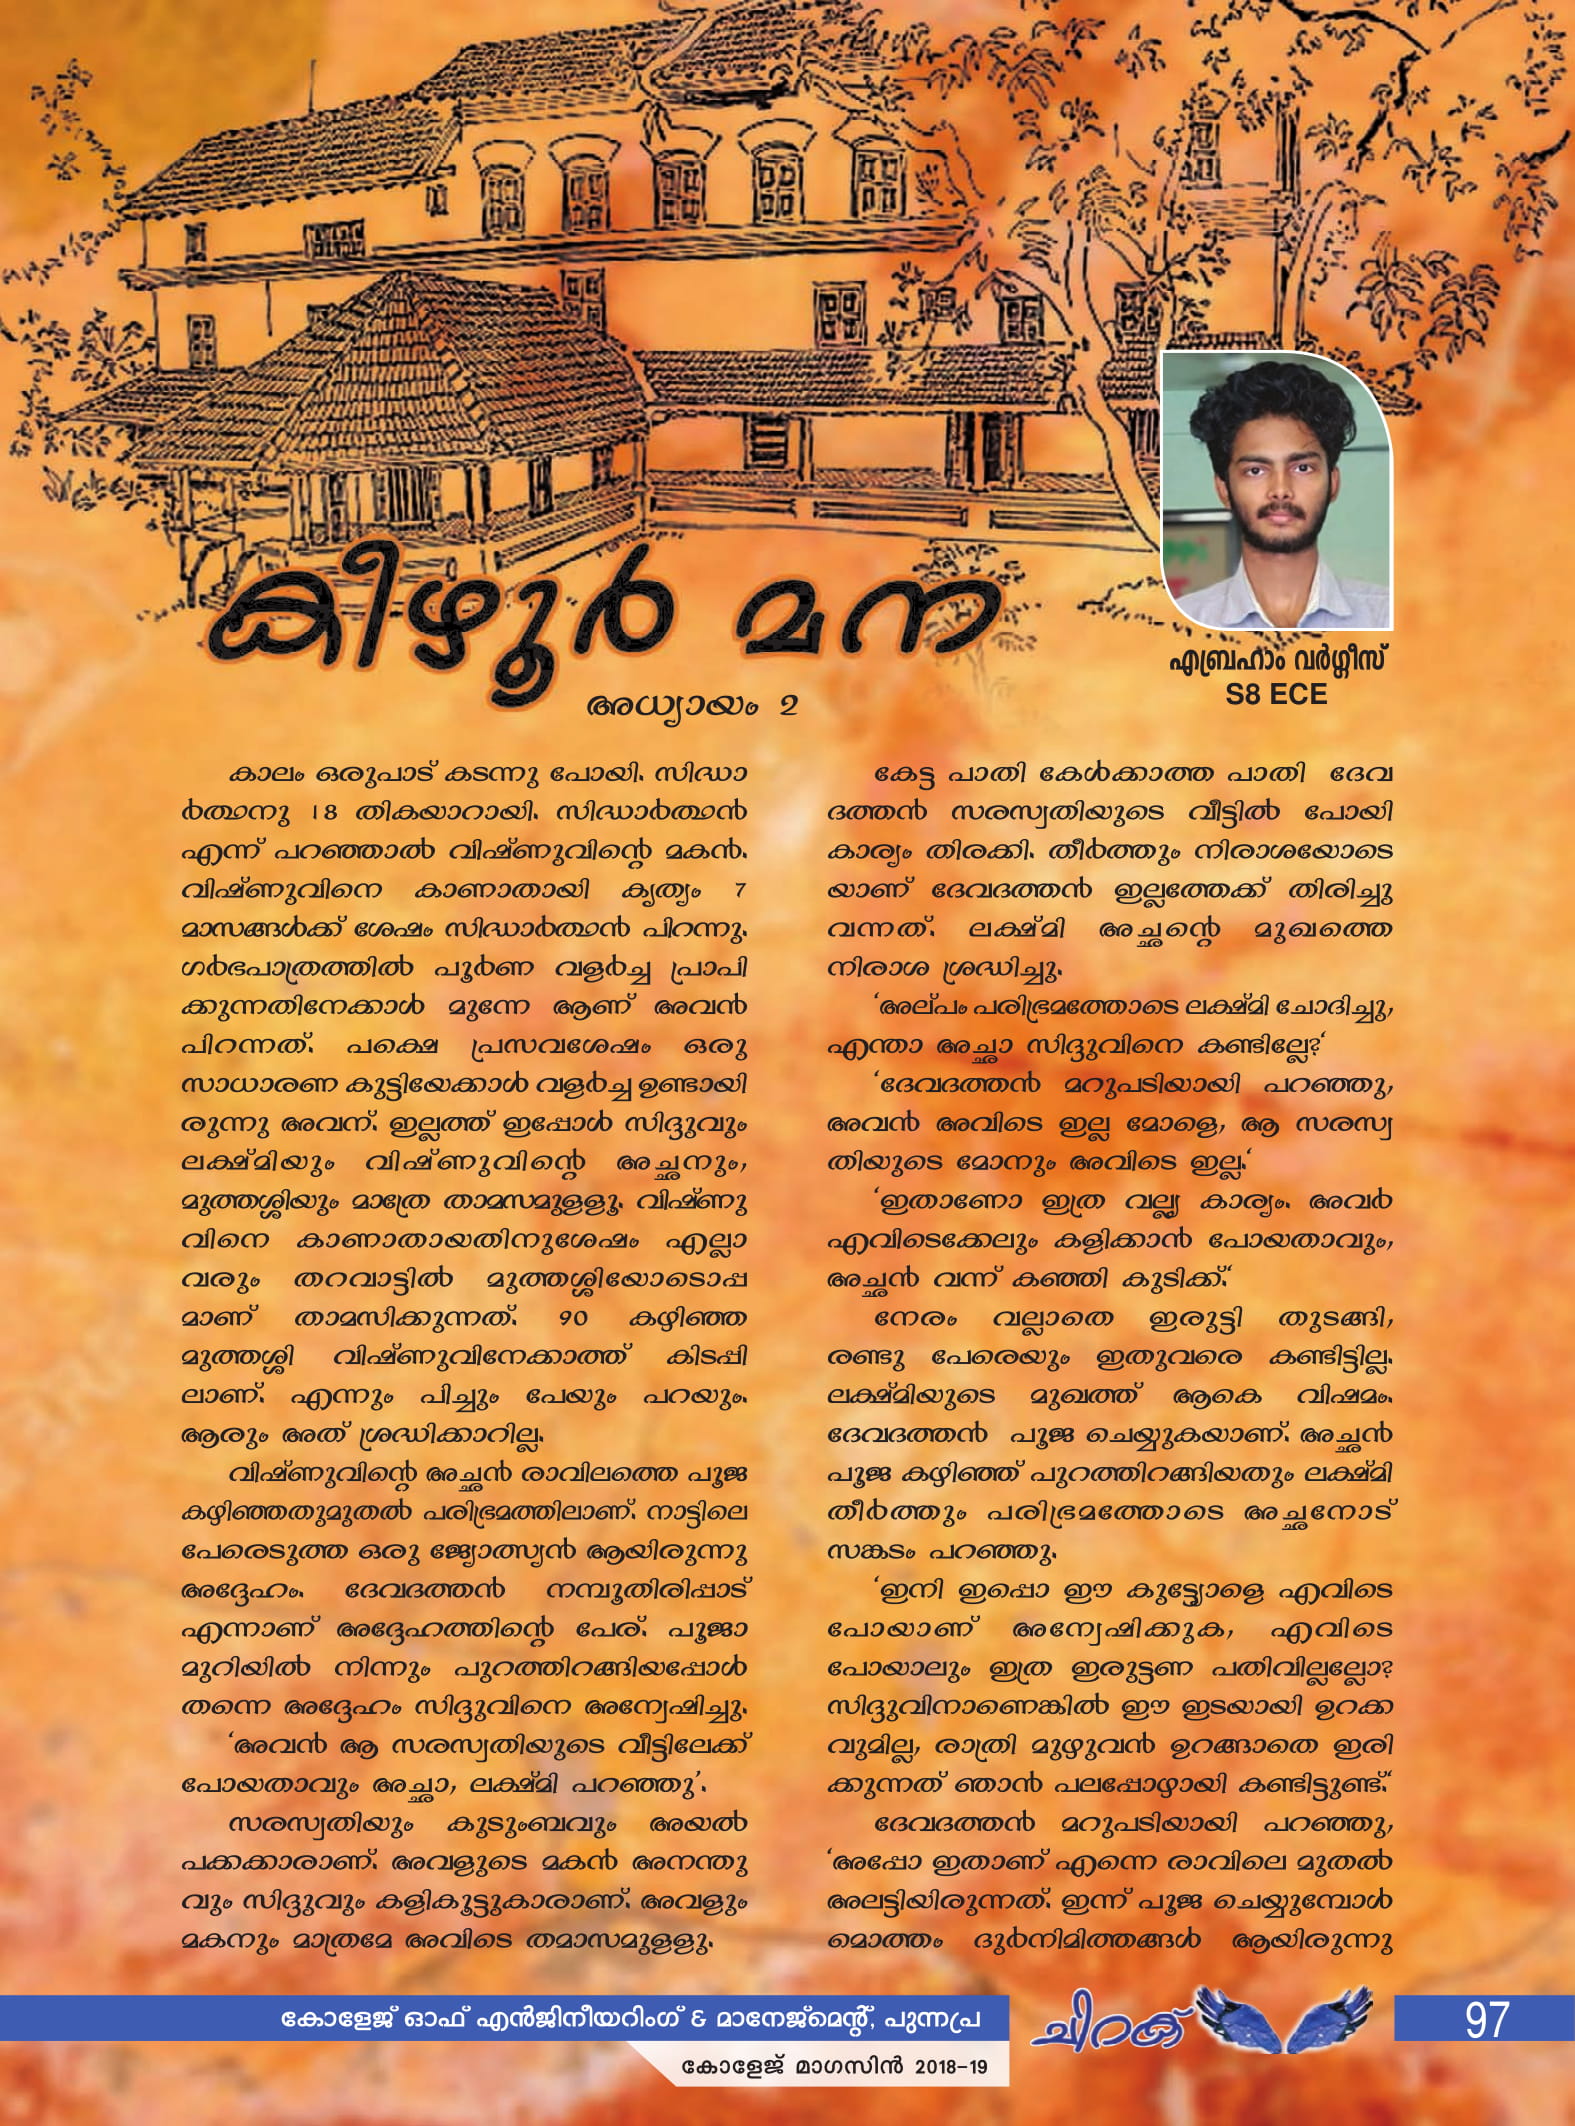 കീഴൂർ മന
അധ്യായം 2
എബ്രഹാം വർഗ്ഗീസ്
S8 ECE
കാലം ഒരുപാട് കടന്നു പോയി. സിദ്ധാ
ർത്ഥനു 18 തികയാറായി. സിദ്ധാർത്ഥൻ
എന്ന് പറഞ്ഞാൽ വിഷ്ണുവിന്റെ മകൻ.
വിഷ്ണുവിനെ കാണാതായി കൃത്യം 7
മാസങ്ങൾക്ക് ശേഷം സിദ്ധാർത്ഥൻ പിറന്നു.
ഗർഭപാത്രത്തിൽ പൂർണ വളർച്ച പ്രാപി
ക്കുന്നതിനേക്കാൾ മുന്നേ ആണ് അവൻ
പിറന്നത്. പക്ഷെ പ്രസവശേഷം ഒരു
സാധാരണ കുട്ടിയേക്കാൾ വളർച്ച ഉണ്ടായി
രുന്നു അവന്. ഇല്ലത്ത് ഇപ്പോൾ സിദ്ദുവും
ലക്ഷ്മിയും വിഷ്ണുവിന്റെ അച്ഛനും,
മുത്തശ്ശിയും മാത്രേ താമസമുള്ളൂ. വിഷ്ണു
വിനെ കാണാതായതിനുശേഷം എല്ലാ
വരും തറവാട്ടിൽ മുത്തശ്ശിയോടൊപ്പ
മാണ് താമസിക്കുന്നത്. 90 കഴിഞ്ഞ
മുത്തശ്ശി വിഷ്ണുവിനേക്കാത്ത് കിടപ്പി
ലാണ്. എന്നും പിച്ചും പേയും പറയും.
ആരും അത് ശ്രദ്ധിക്കാറില്ല.
വിഷ്ണുവിന്റെ അച്ഛൻ രാവിലത്തെ പൂജ
കഴിഞ്ഞതുമുതൽ പരിഭ്രമത്തിലാണ്. നാട്ടിലെ
പേരെടുത്ത ഒരു ജ്യോത്സ്യൻ ആയിരുന്നു
അദ്ദേഹം. ദേവദത്തൻ നമ്പൂതിരിപ്പാട്
എന്നാണ് അദ്ദേഹത്തിന്റെ പേര്. പൂജാ
മുറിയിൽ നിന്നും പുറത്തിറങ്ങിയപ്പോൾ
തന്നെ അദ്ദേഹം സിദ്ദുവിനെ അന്വേഷിച്ചു.
'അവൻ ആ സരസ്വതിയുടെ വീട്ടിലേക്ക്
പോയതാവും അച്ഛാ, ലക്ഷ്മി പറഞ്ഞു'.
സരസ്വതിയും കുടുംബവും അയൽ
പക്കക്കാരാണ്. അവളുടെ മകൻ അനന്തു
വും സിദ്ദുവും കളികൂട്ടുകാരാണ്. അവളും
മകനും മാത്രമേ അവിടെ തമാസമുള്ളു.
കേട്ട പാതി കേൾക്കാത്ത പാതി ദേവ
ദത്തൻ സരസ്വതിയുടെ വീട്ടിൽ പോയി
കാര്യം തിരക്കി. തീർത്തും നിരാശയോടെ
യാണ് ദേവദത്തൻ ഇല്ലത്തേക്ക് തിരിച്ചു
വന്നത്. ലക്ഷ്മി അച്ഛന്റെ മുഖത്തെ
നിരാശ ശ്രദ്ധിച്ചു.
'അല്പം പരിഭ്രമത്തോടെ ലക്ഷ്മി ചോദിച്ചു,
എന്താ അച്ഛാ സിദ്ദുവിനെ കണ്ടില്ലേ?'
'ദേവദത്തൻ മറുപടിയായി പറഞ്ഞു,
അവൻ അവിടെ ഇല്ല മോളെ, ആ സരസ്വ
തിയുടെ മോനും അവിടെ ഇല്ല.'
'ഇതാണോ ഇത്ര വല്ല്യ കാര്യം. അവർ
എവിടെക്കേലും കളിക്കാൻ പോയതാവും,
അച്ഛൻ വന്ന് കഞ്ഞി കുടിക്ക്.'
നേരം വല്ലാതെ ഇരുട്ടി തുടങ്ങി,
രണ്ടു പേരെയും ഇതുവരെ കണ്ടിട്ടില്ല.
ലക്ഷ്മിയുടെ മുഖത്ത് ആകെ വിഷമം.
ദേവദത്തൻ പൂജ ചെയ്യുകയാണ്. അച്ഛൻ
പൂജ കഴിഞ്ഞ് പുറത്തിറങ്ങിയതും ലക്ഷ്മി
തീർത്തും പരിഭ്രമത്തോടെ അച്ഛനോട്
സങ്കടം പറഞ്ഞു.
'ഇനി ഇപ്പൊ ഈ കുട്ട്യോളെ എവിടെ
പോയാണ് അന്വേഷിക്കുക, എവിടെ
പോയാലും ഇത്ര ഇരുട്ടണ പതിവില്ലല്ലോ?
സിദ്ദുവിനാണെങ്കിൽ ഈ ഇടയായി ഉറക്ക
വുമില്ല, രാത്രി മുഴുവൻ ഉറങ്ങാതെ ഇരി
ക്കുന്നത് ഞാൻ പലപ്പോഴായി കണ്ടിട്ടുണ്ട്.'
ദേവദത്തൻ മറുപടിയായി പറഞ്ഞു,
'അപ്പോ ഇതാണ് എന്നെ രാവിലെ മുതൽ
അലട്ടിയിരുന്നത്. ഇന്ന് പൂജ ചെയ്യുമ്പോൾ
മൊത്തം ദുർനിമിത്തങ്ങൾ ആയിരുന്നു
കോളേജ് ഓഫ് എൻജിനീയറിംഗ് & മാനേജ്മെന്റ്, പുന്നപ്ര
ചിറക്
97
കോളേജ് മാഗസിൻ 2018-19